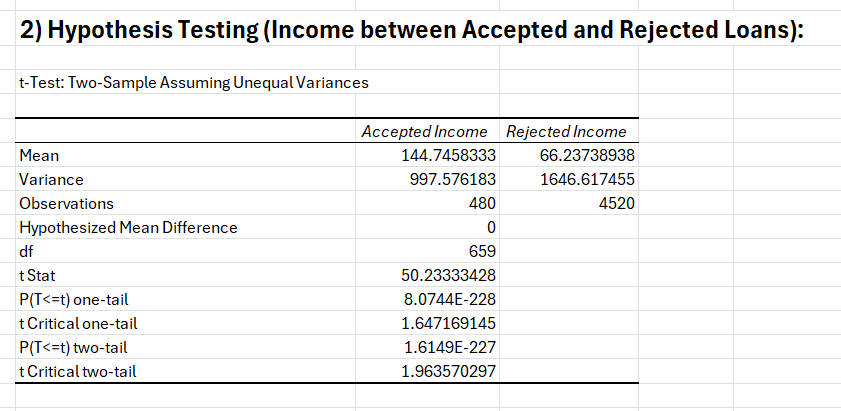 2) Hypothesis Testing (Income between Accepted and Rejected Loans):
t-Test: Two-Sample Assuming Unequal Variances
Accepted Income Rejected Income
Mean 144.7458333 66.23738938
Variance 997.576183 1646.617455
Observations 480 4520
Hypothesized Mean Difference 0
df 659
t Stat 50.23333428
P(T<=t) one-tail 8.0744E-228
t Critical one-tail 1.647169145
P(T<=t) two-tail 1.6149E-227
t Critical two-tail 1.963570297